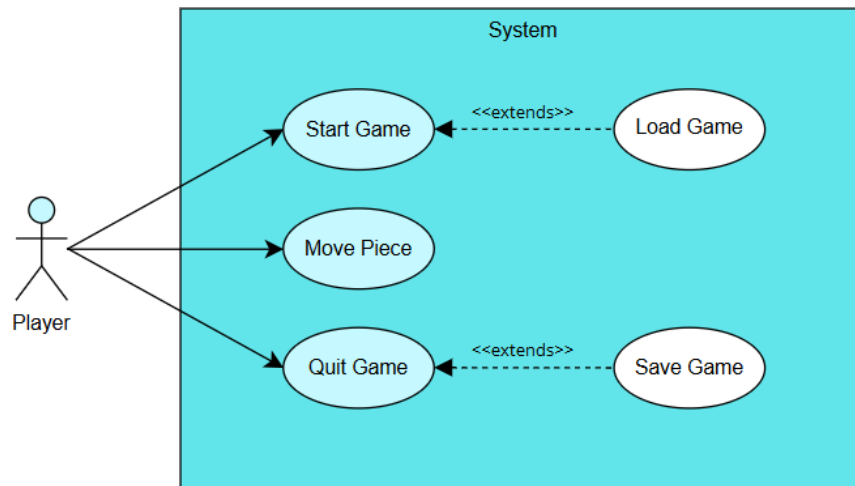 System
Start Game
<<extends>>
Load Game
Move Piece
Player
Quit Game
<<extends>>
Save Game